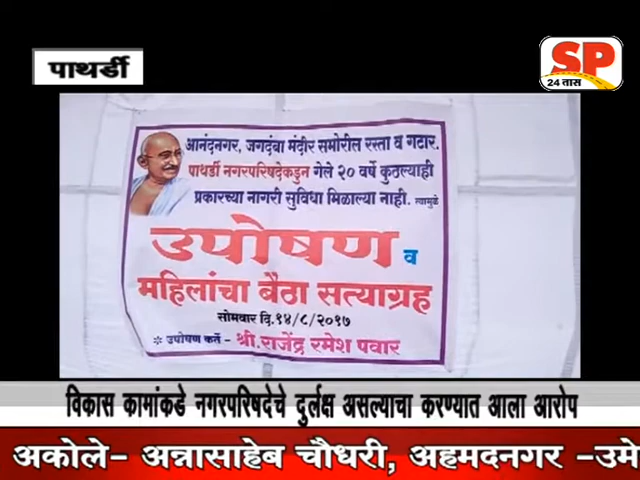 पाथर्डी
SP
24 तास
आनंदनगर, जगदंबा मंदीर समोरील रस्ता व गटार.
पाथर्डी नगरपरिषदेकडुन गेले २० वर्षे कुठल्याही
प्रकारच्या नागरी सुविधा मिळाल्या नाही. त्यामुळे
उपोषण व
महिलांचा बैठा सत्याग्रह
सोमवार दि.१४/८/२०१७
* उपोषण कर्ते - श्री.राजेंद्र रमेश पवार
विकास कामांकडे नगरपरिषदेचे दुर्लक्ष असल्याचा करण्यात आला आरोप
अकोले- अन्नासाहेब चौधरी, अहमदनगर -उमे